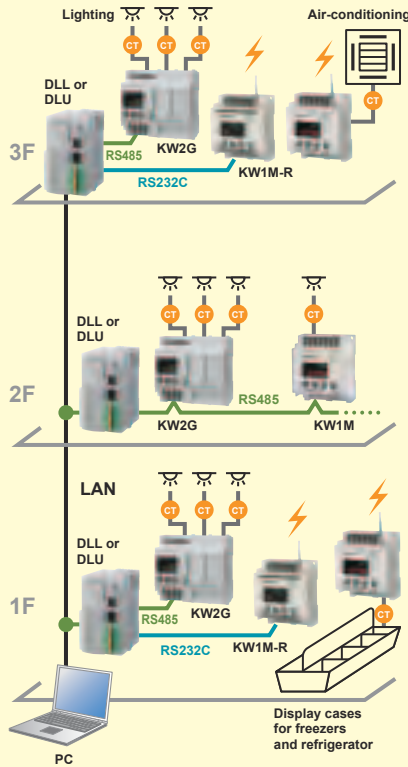 Lighting
Air-conditioning
CT CT CT
CT
DLL or
DLU
KW2G
3F
RS485
RS232C
KW1M-R
DLL or
DLU
CT CT CT
CT
2F
RS485
KW2G
KW1M
LAN
CT CT CT
DLL or
DLU
CT
1F
KW2G
RS485
RS232C
KW1M-R
Display cases
for freezers
and refrigerator
PC